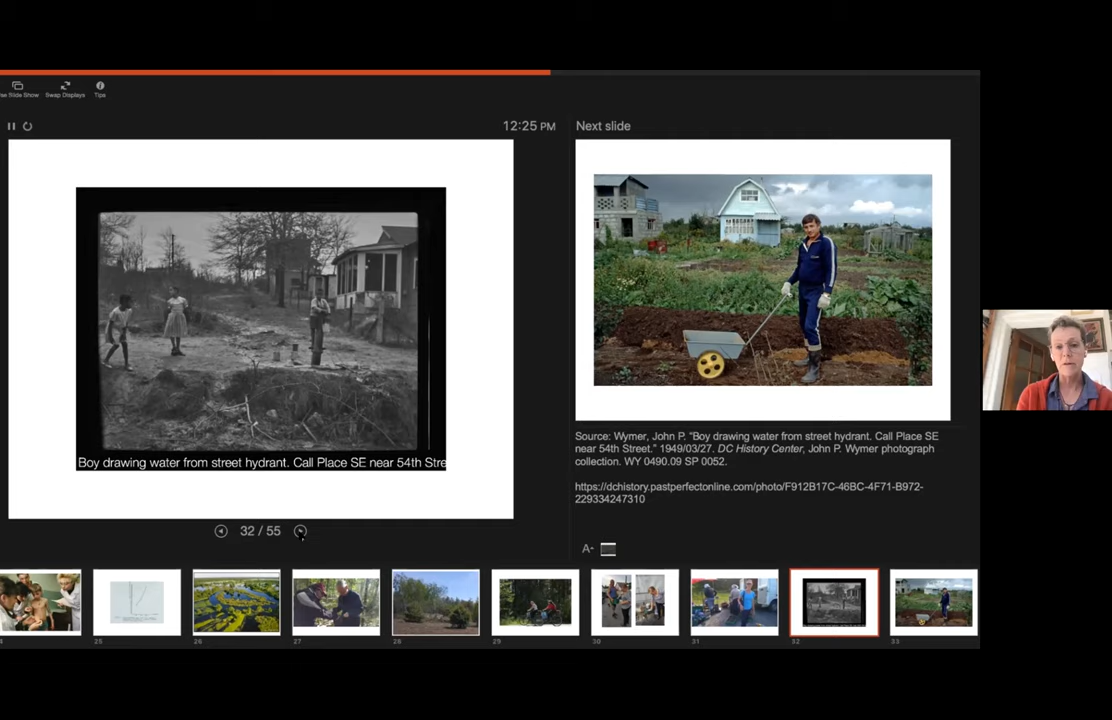 se Slide Show
Swap Displays
Tips
12:25 PM
Next slide
Boy drawing water from street hydrant. Call Place SE near 54th Stre
Source: Wymer, John P. "Boy drawing water from street hydrant. Call Place SE
near 54th Street." 1949/03/27. DC History Center, John P. Wymer photograph
collection. WY 0490.09 SP 0052.
https://dchistory.pastperfectonline.com/photo/F912B17C-46BC-4F71-B972-
229334247310
32 / 55
A-
25
26
27
28
29
30
31
32
33